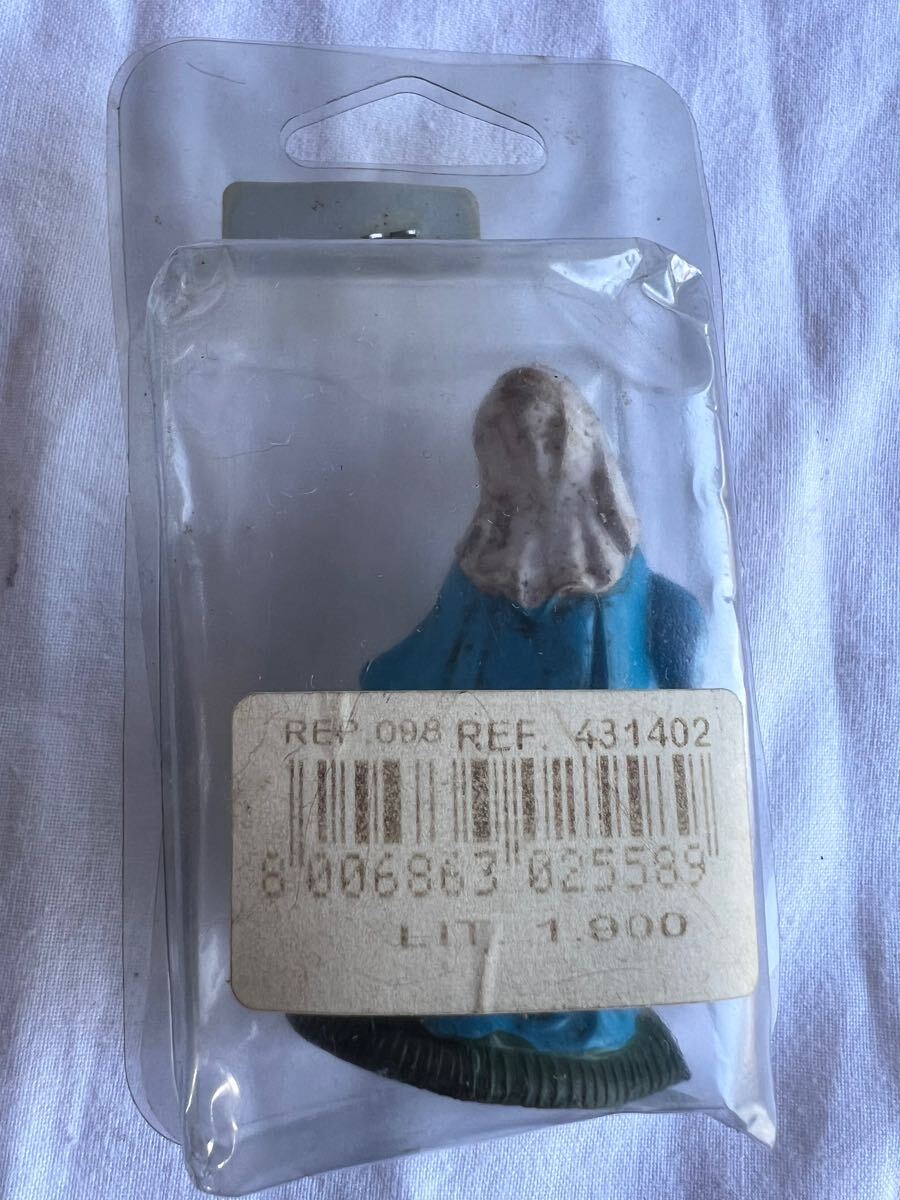 REP.098 REF. 431402
8 006863 025589
LIT. 1.900